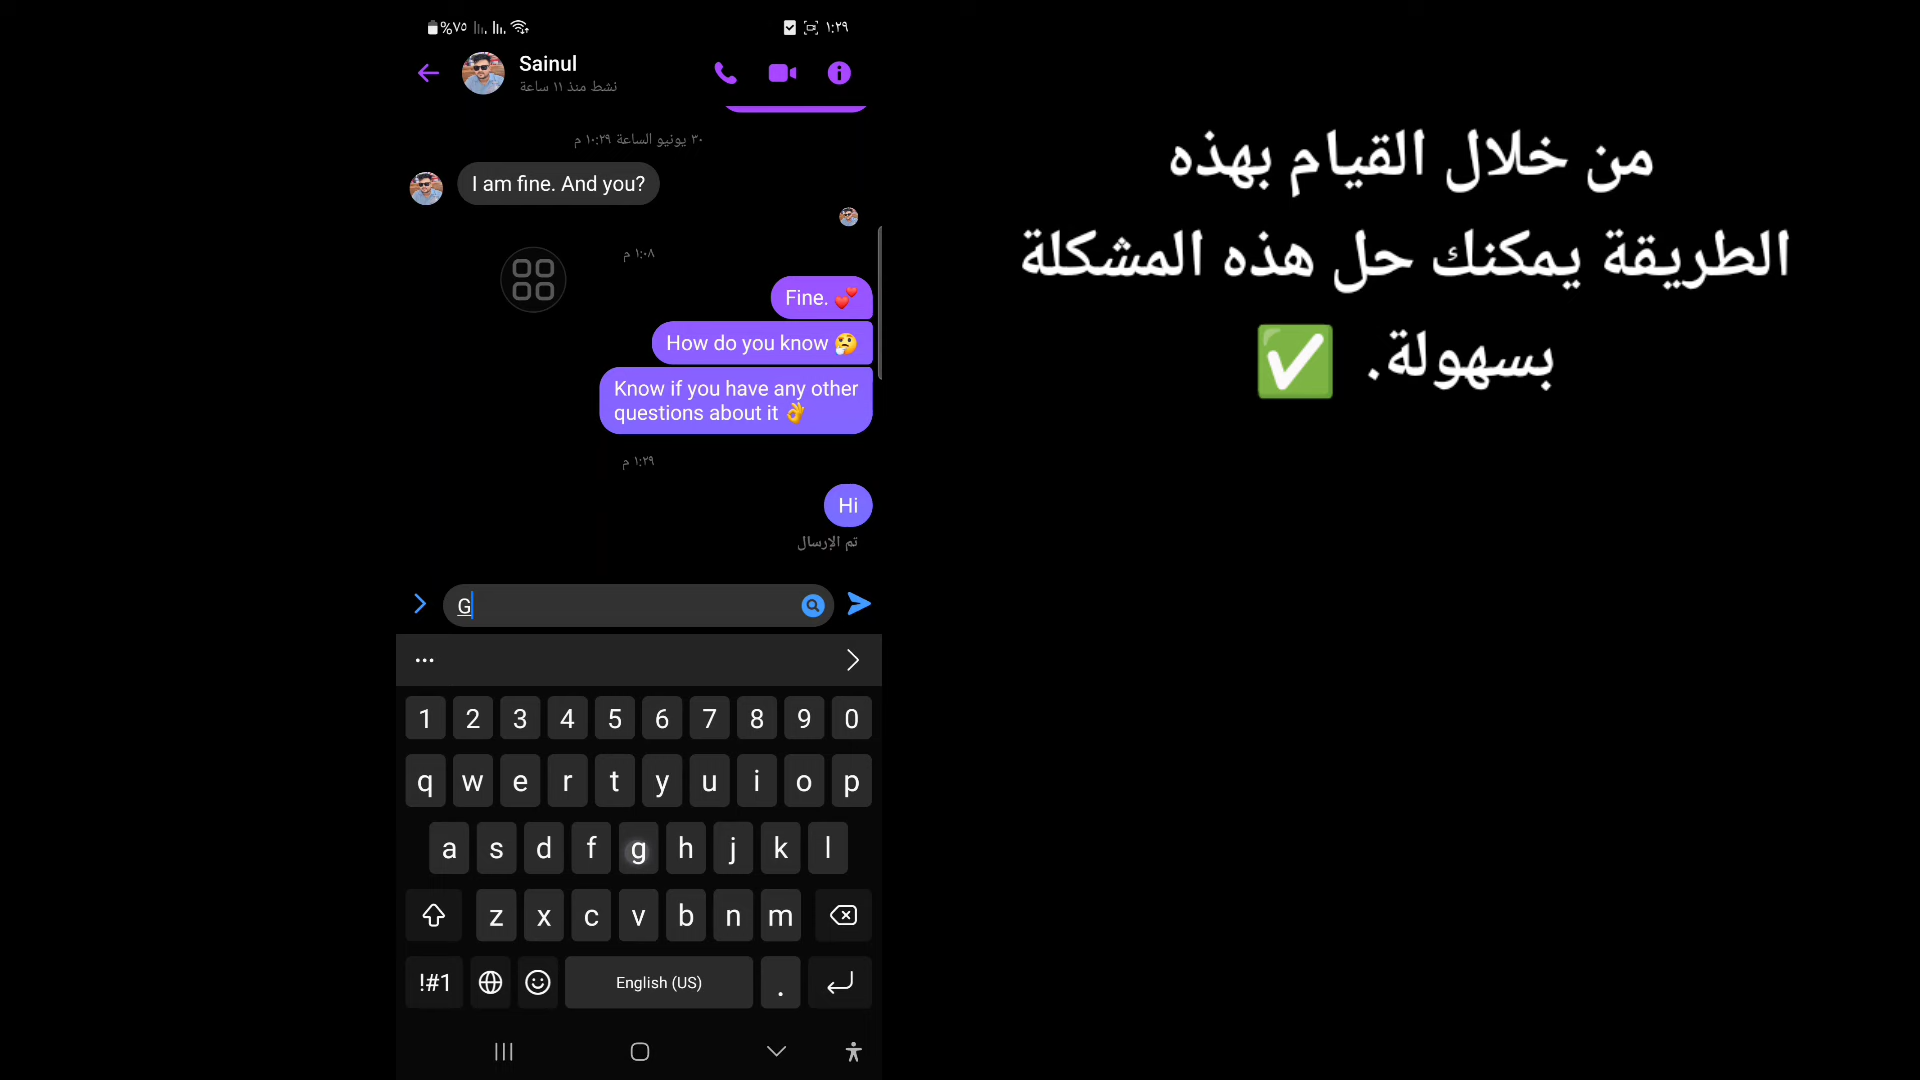 %٧٥
١:٢٩
Sainul
نشط منذ ١١ ساعة
٣٠ يونيو الساعة ١٠:٢٩ م
I am fine. And you?
١:٠٨ م
Fine. 💕
How do you know 🤔
Know if you have any other
questions about it 👌
١:٢٩ م
Hi
تم الإرسال
G
1 2 3 4 5 6 7 8 9 0
q w e r t y u i o p
a s d f g h j k l
z x c v b n m
!#1 English (US) .
من خلال القيام بهذه
الطريقة يمكنك حل هذه المشكلة
بسهولة. ✅